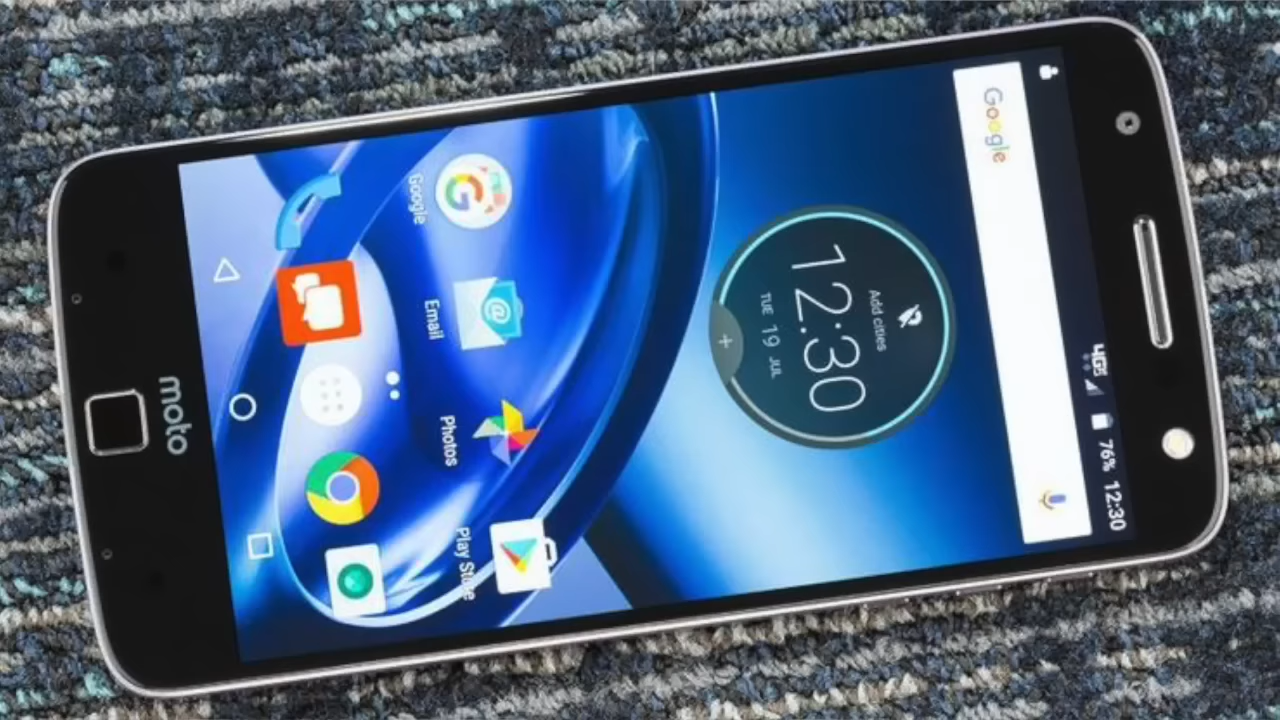 4G
76% 12:30
Google
Add cities
12:30
TUE 19 JUL
+
Google
Email
Photos
Play Store
@
moto